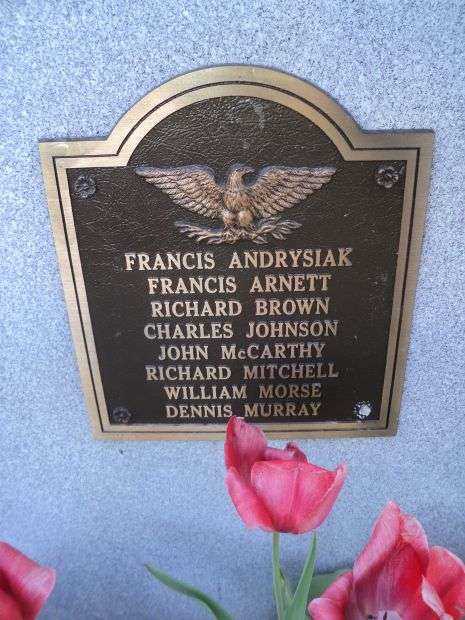 FRANCIS ANDRYSIAK
FRANCIS ARNETT
RICHARD BROWN
CHARLES JOHNSON
JOHN McCARTHY
RICHARD MITCHELL
WILLIAM MORSE
DENNIS MURRAY